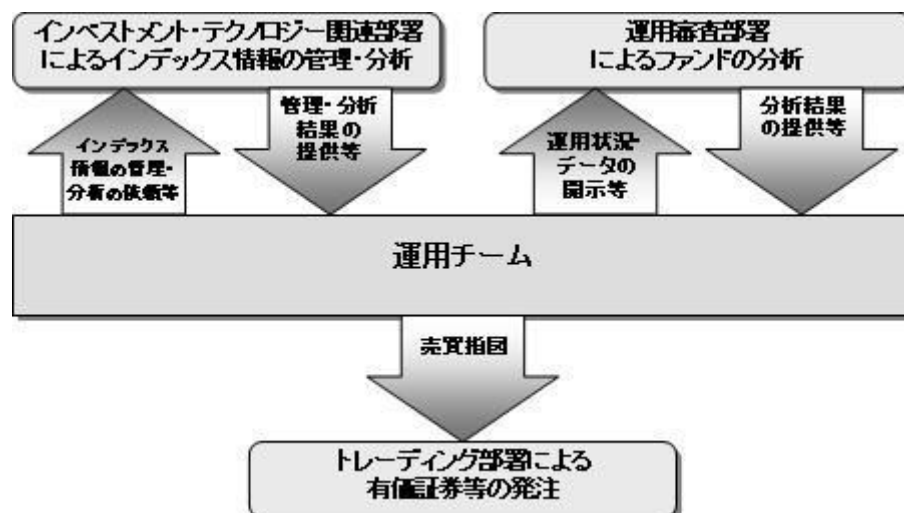 インベストメント・テクノロジー関連部署
によるインデックス情報の管理・分析
運用審査部署
によるファンドの分析
インデックス
情報の管理・
分析の依頼等
管理・分析
結果の
提供等
運用状況・
データの
開示等
分析結果
の提供等
運用チーム
売買指図
トレーディング部署による
有価証券等の発注